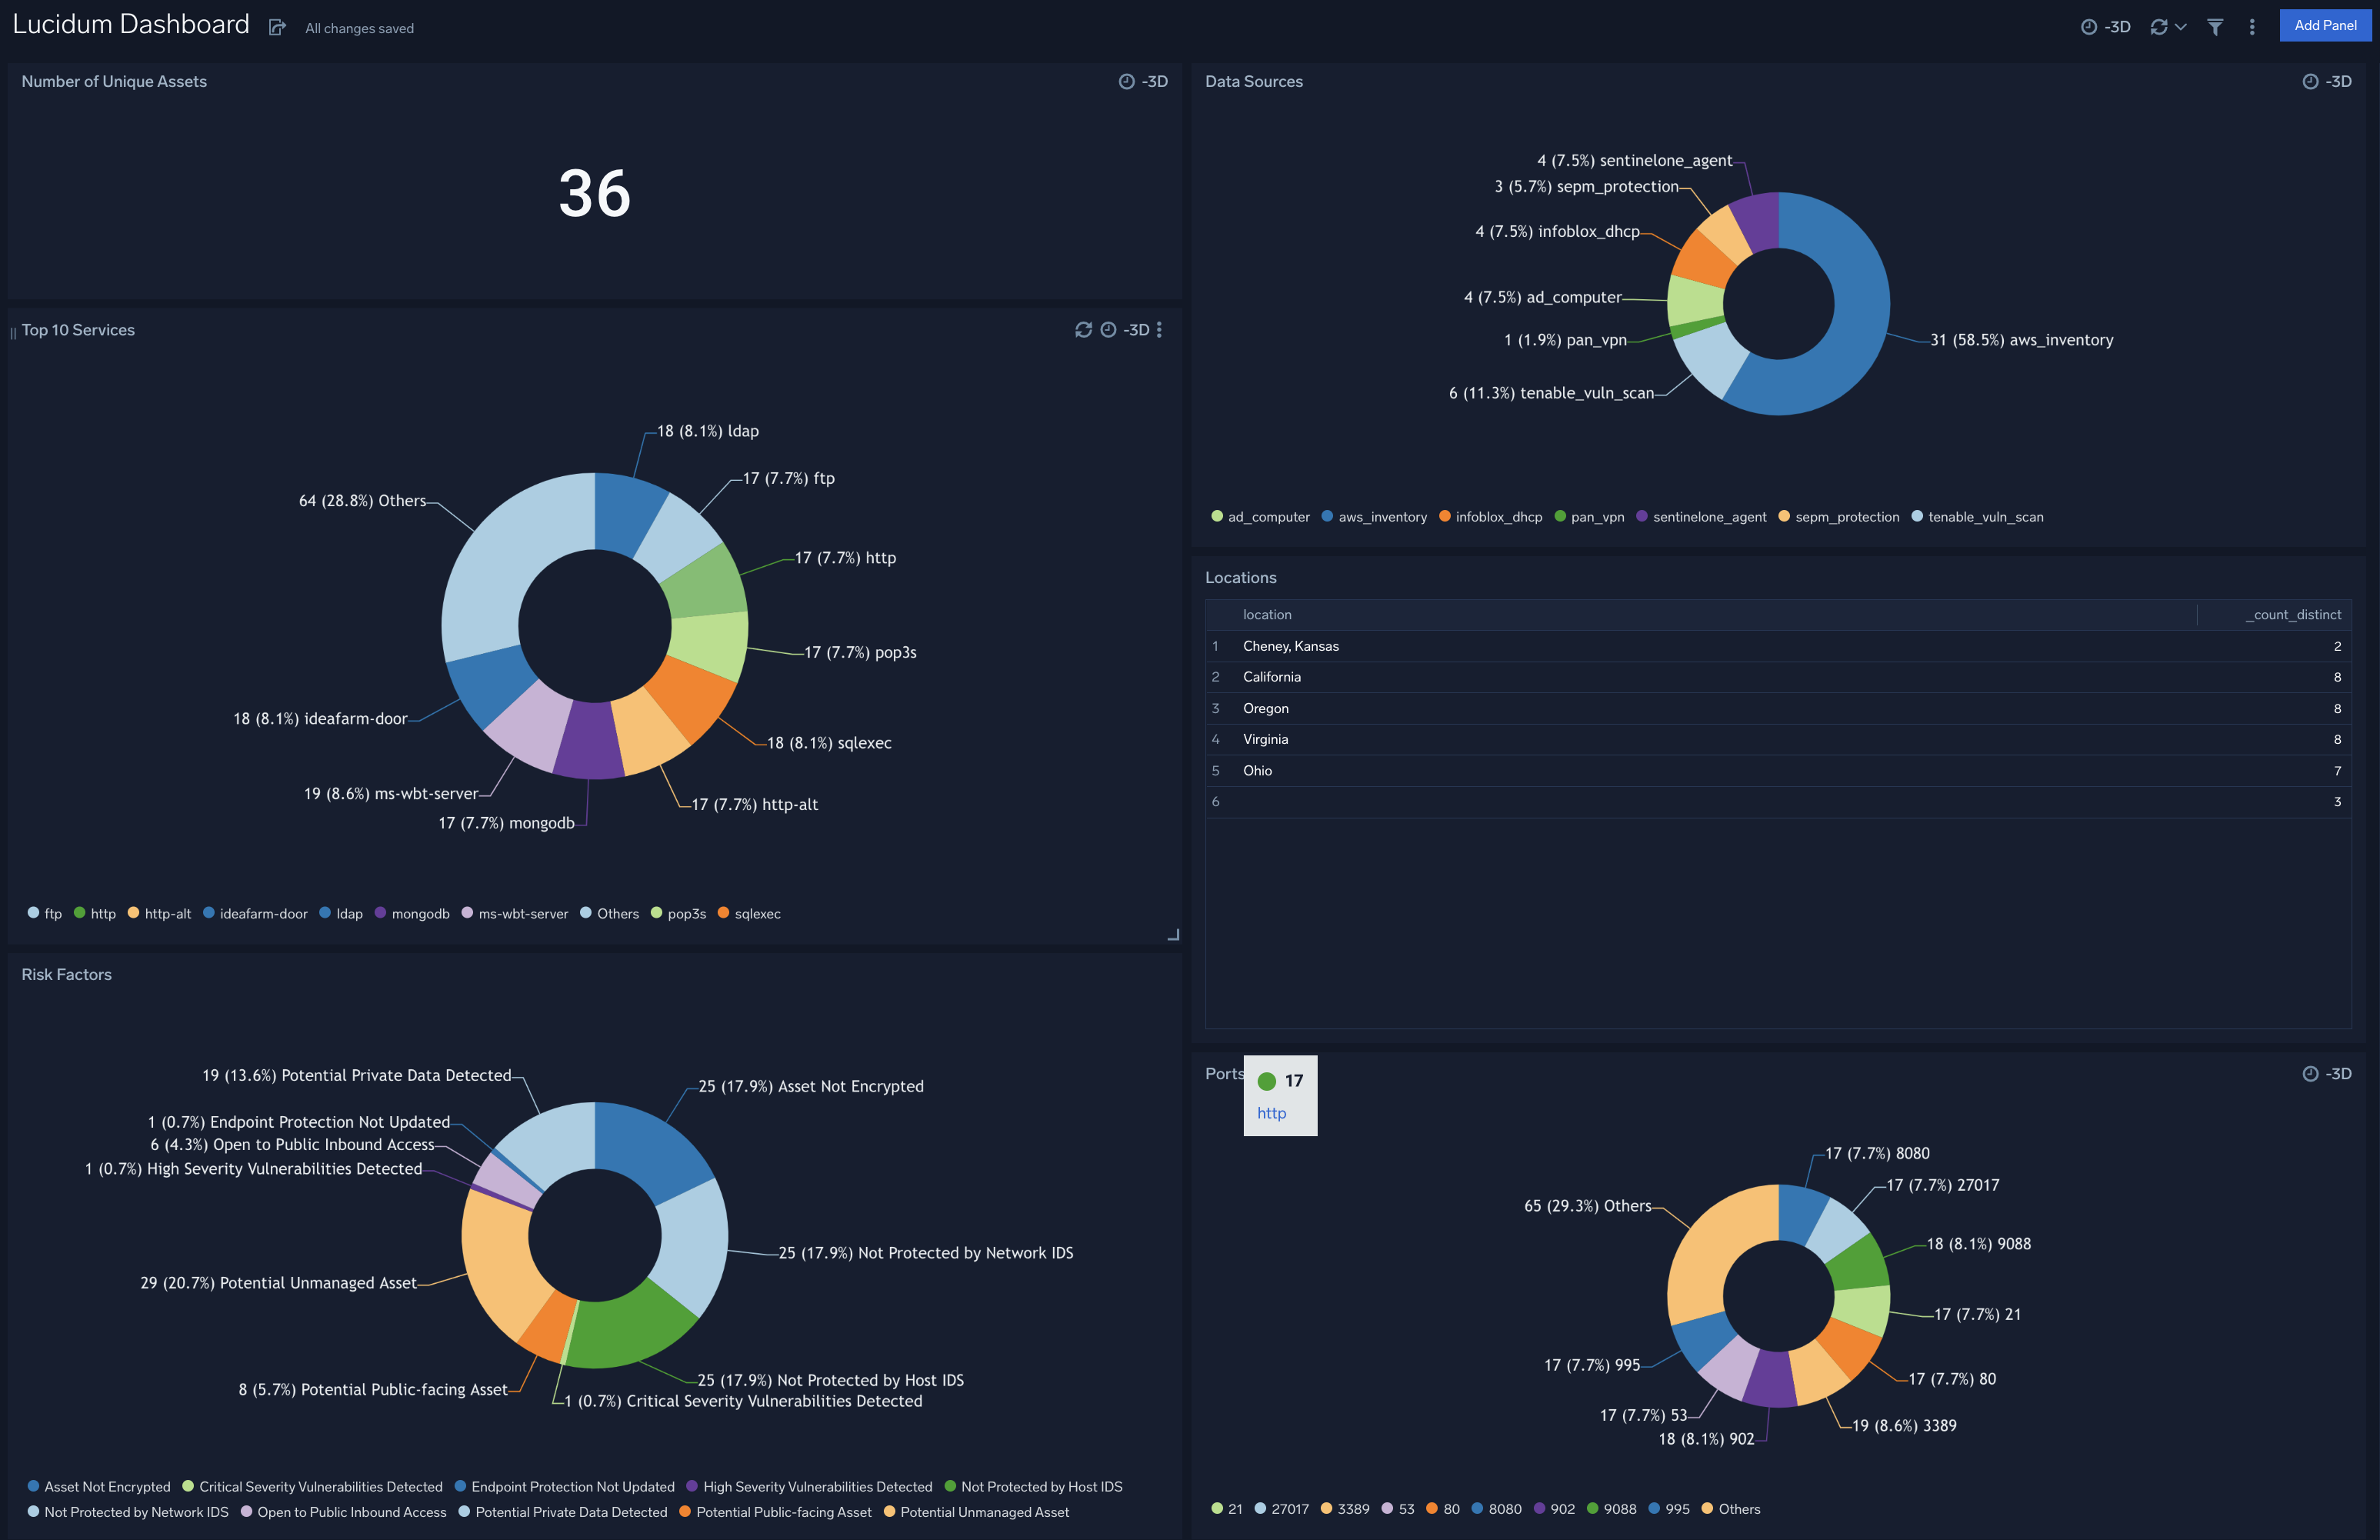 Lucidum Dashboard All changes saved -3D Add Panel
Number of Unique Assets -3D
36
Top 10 Services -3D
18 (8.1%) ldap
17 (7.7%) ftp
64 (28.8%) Others
17 (7.7%) http
17 (7.7%) pop3s
18 (8.1%) ideafarm-door
18 (8.1%) sqlexec
19 (8.6%) ms-wbt-server
17 (7.7%) http-alt
17 (7.7%) mongodb
ftp http http-alt ideafarm-door ldap mongodb ms-wbt-server Others pop3s sqlexec
Risk Factors
19 (13.6%) Potential Private Data Detected
25 (17.9%) Asset Not Encrypted
1 (0.7%) Endpoint Protection Not Updated
6 (4.3%) Open to Public Inbound Access
1 (0.7%) High Severity Vulnerabilities Detected
25 (17.9%) Not Protected by Network IDS
29 (20.7%) Potential Unmanaged Asset
25 (17.9%) Not Protected by Host IDS
8 (5.7%) Potential Public-facing Asset
1 (0.7%) Critical Severity Vulnerabilities Detected
Asset Not Encrypted Critical Severity Vulnerabilities Detected Endpoint Protection Not Updated High Severity Vulnerabilities Detected Not Protected by Host IDS
Not Protected by Network IDS Open to Public Inbound Access Potential Private Data Detected Potential Public-facing Asset Potential Unmanaged Asset
Data Sources -3D
4 (7.5%) sentinelone_agent
3 (5.7%) sepm_protection
4 (7.5%) infoblox_dhcp
4 (7.5%) ad_computer
1 (1.9%) pan_vpn
31 (58.5%) aws_inventory
6 (11.3%) tenable_vuln_scan
ad_computer aws_inventory infoblox_dhcp pan_vpn sentinelone_agent sepm_protection tenable_vuln_scan
Locations
location _count_distinct
1 Cheney, Kansas 2
2 California 8
3 Oregon 8
4 Virginia 8
5 Ohio 7
6 3
Ports -3D
17
http
17 (7.7%) 8080
17 (7.7%) 27017
65 (29.3%) Others
18 (8.1%) 9088
17 (7.7%) 21
17 (7.7%) 995
17 (7.7%) 80
17 (7.7%) 53
19 (8.6%) 3389
18 (8.1%) 902
21 27017 3389 53 80 8080 902 9088 995 Others